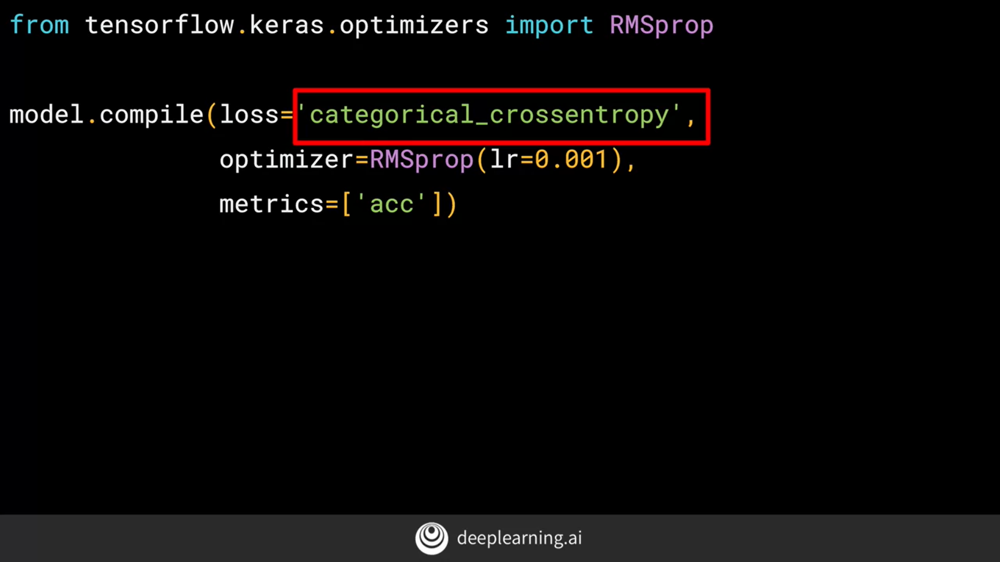 from tensorflow.keras.optimizers import RMSprop
model.compile(loss='categorical_crossentropy',
optimizer=RMSprop(lr=0.001),
metrics=['acc'])
deeplearning.ai